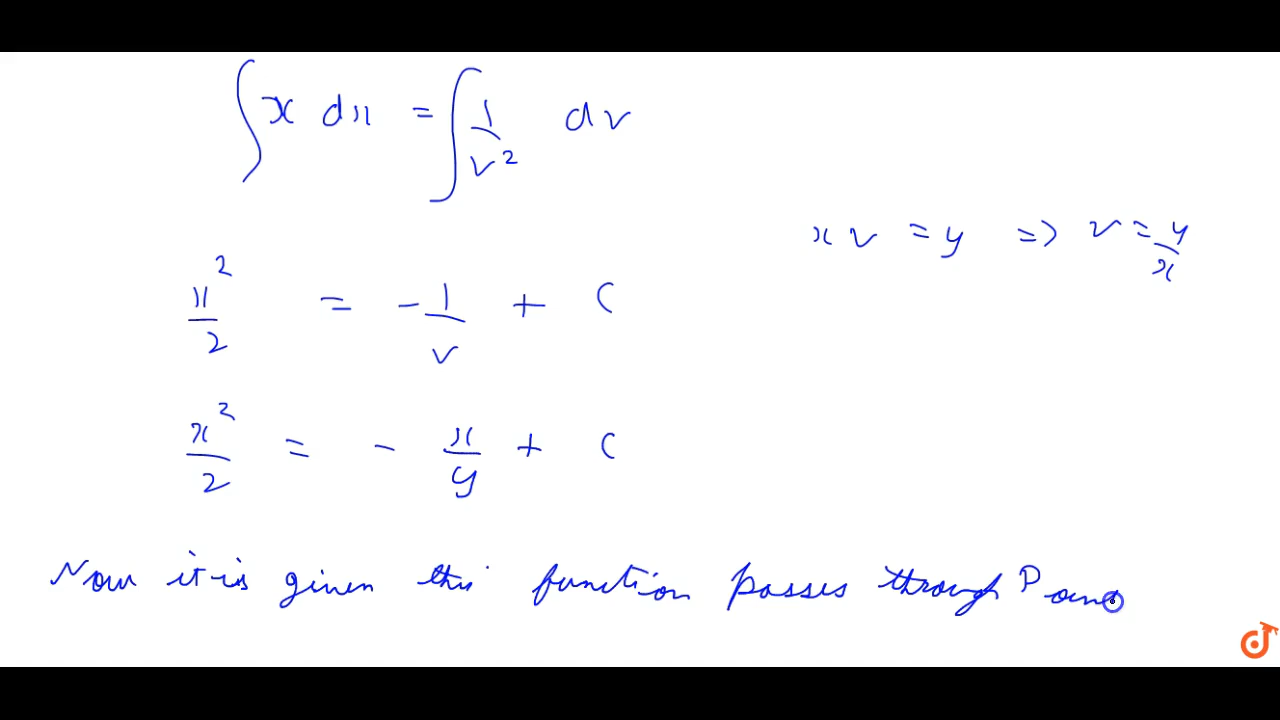 ∫ x dx = ∫ 1/v² dv
xv = y => v = y/x
x²/2 = -1/v + C
x²/2 = - x/y + C
Now it is given this function passes through P